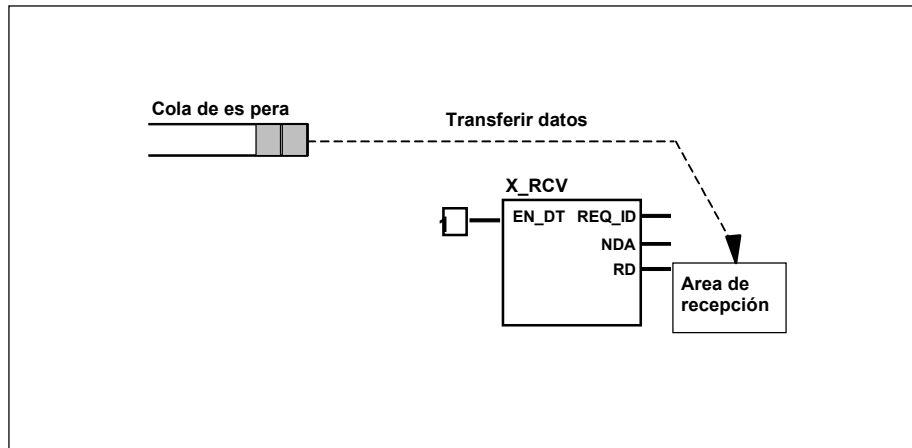 Cola de es pera
Transferir datos
X_RCV
1
EN_DT REQ_ID
NDA
RD
Area de
recepción